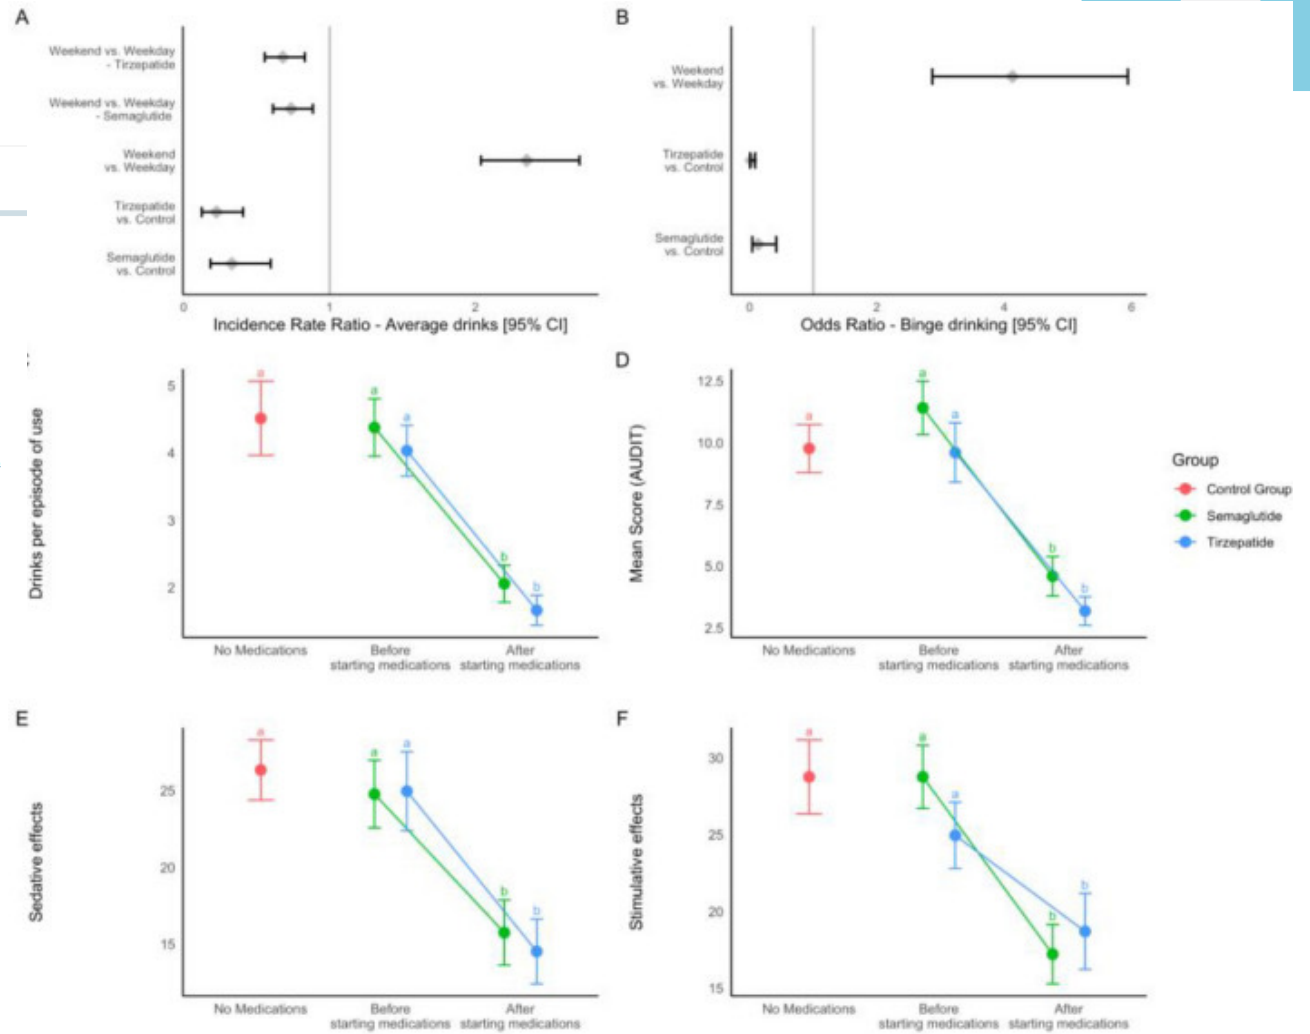 A
Weekend vs. Weekday
- Tirzepatide
Weekend vs. Weekday
- Semaglutide
Weekend
vs. Weekday
Tirzepatide
vs. Control
Semaglutide
vs. Control
0 1 2
Incidence Rate Ratio - Average drinks [95% CI]
B
Weekend
vs. Weekday
Tirzepatide
vs. Control
Semaglutide
vs. Control
0 2 4 6
Odds Ratio - Binge drinking [95% CI]
Drinks per episode of use
5
4
3
2
a
a
a
b
b
No Medications
Before
starting medications
After
starting medications
D
Mean Score (AUDIT)
12.5
10.0
7.5
5.0
2.5
a
a
a
b
b
No Medications
Before
starting medications
After
starting medications
Group
Control Group
Semaglutide
Tirzepatide
E
Sedative effects
25
20
15
a
a
a
b
b
No Medications
Before
starting medications
After
starting medications
F
Stimulative effects
30
25
20
15
a
a
a
b
b
No Medications
Before
starting medications
After
starting medications